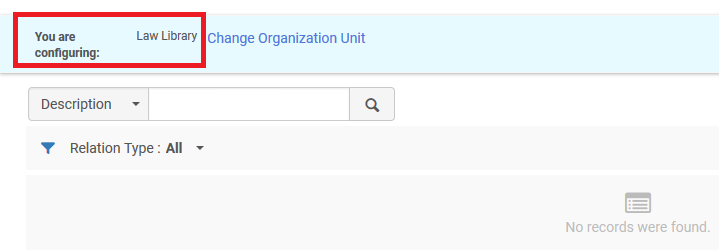 You are configuring: Law Library Change Organization Unit
Description
Relation Type : All
No records were found.